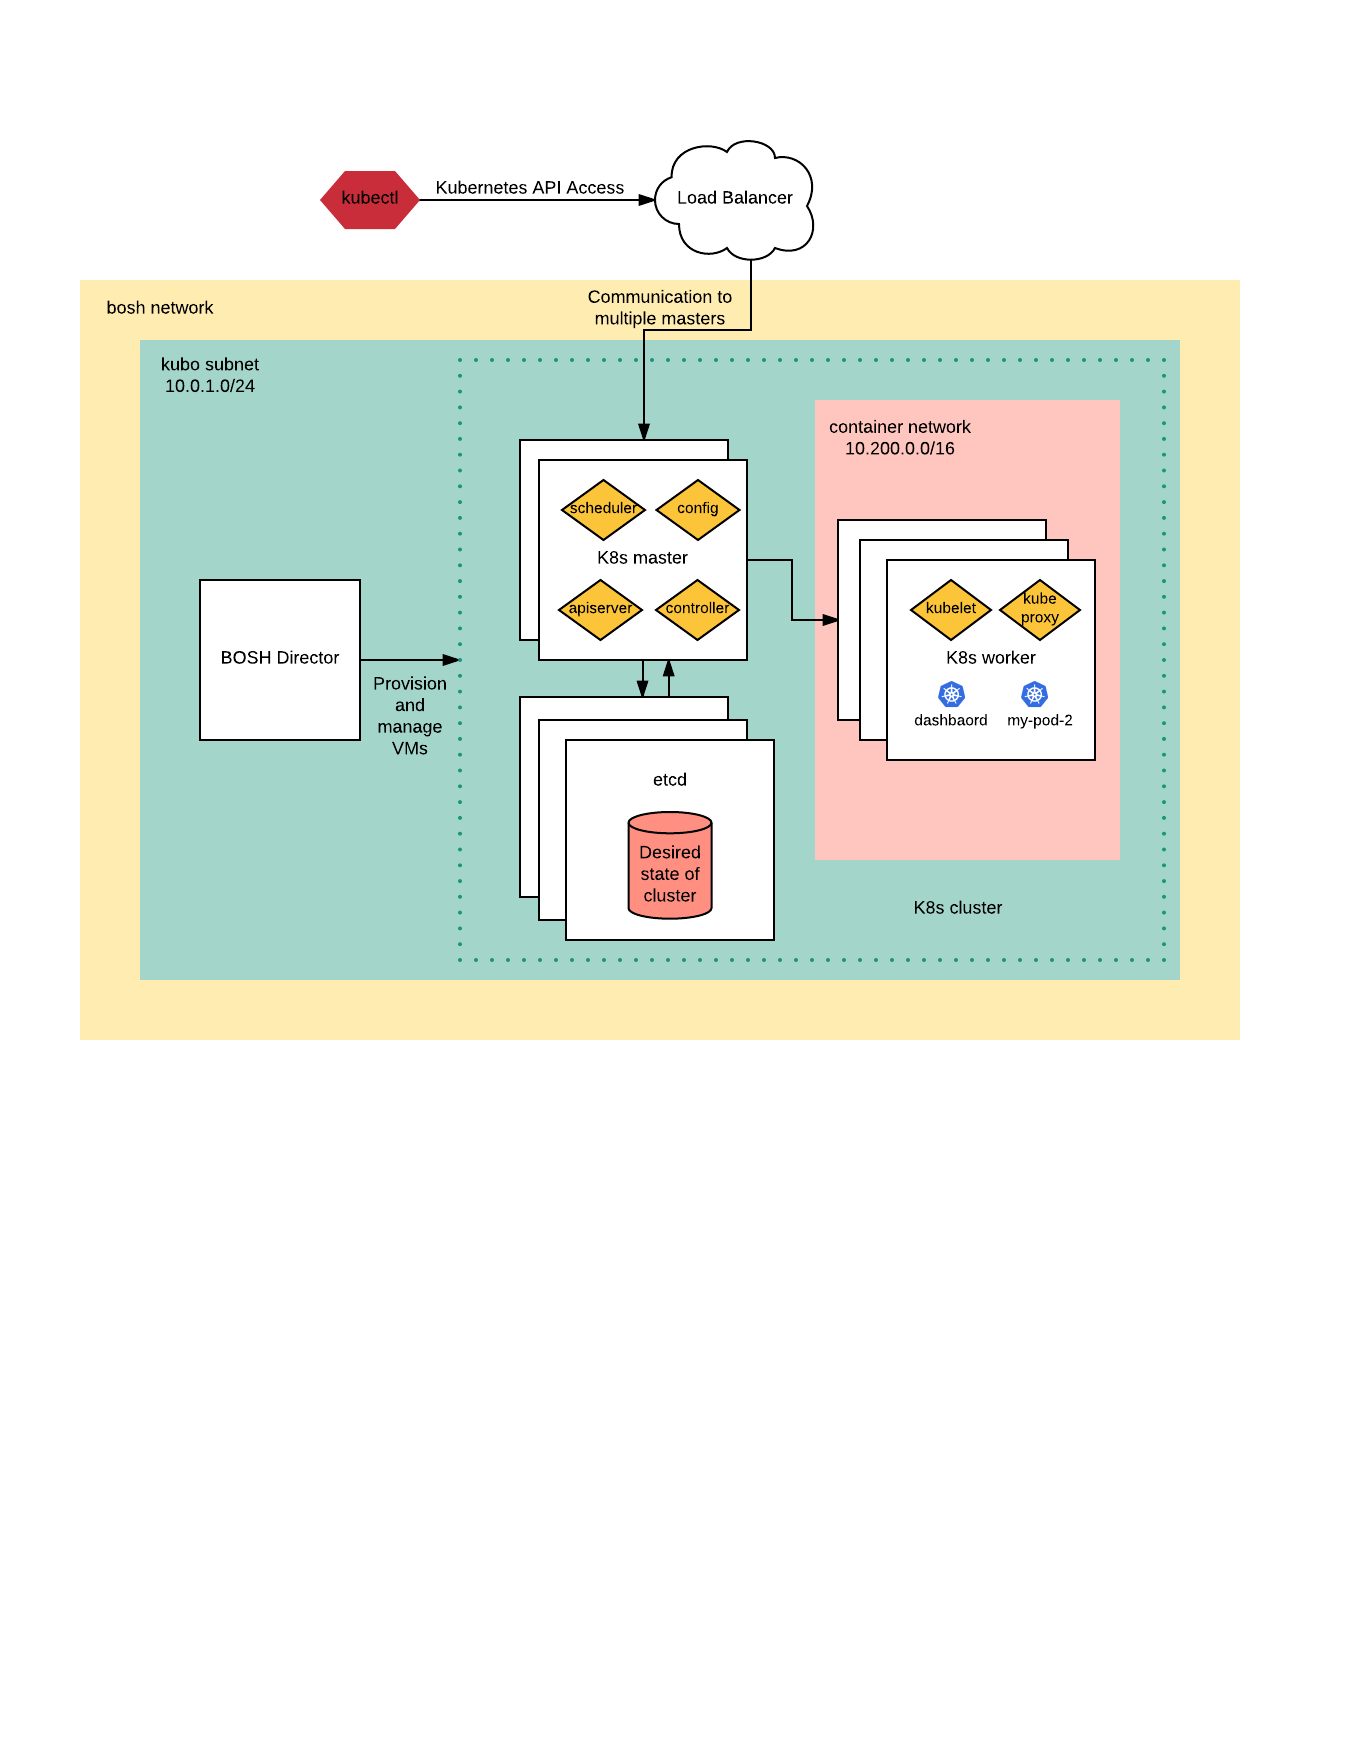 kubectl
Kubernetes API Access
Load Balancer
bosh network
Communication to
multiple masters
kubo subnet
10.0.1.0/24
container network
10.200.0.0/16
scheduler
config
K8s master
apiserver
controller
BOSH Director
Provision
and
manage
VMs
kubelet
kube
proxy
K8s worker
dashbaord
my-pod-2
etcd
Desired
state of
cluster
K8s cluster